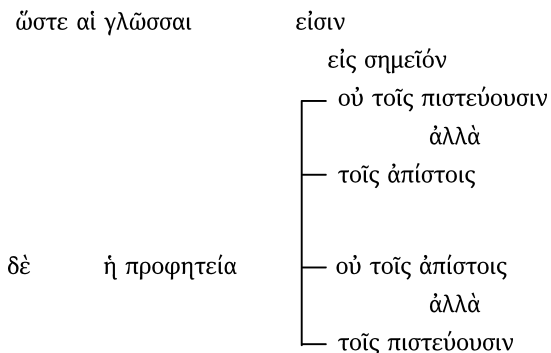 ὥστε αἱ γλῶσσαι εἰσιν
εἰς σημεῖόν
οὐ τοῖς πιστεύουσιν
ἀλλὰ
τοῖς ἀπίστοις
δὲ ἡ προφητεία οὐ τοῖς ἀπίστοις
ἀλλὰ
τοῖς πιστεύουσιν